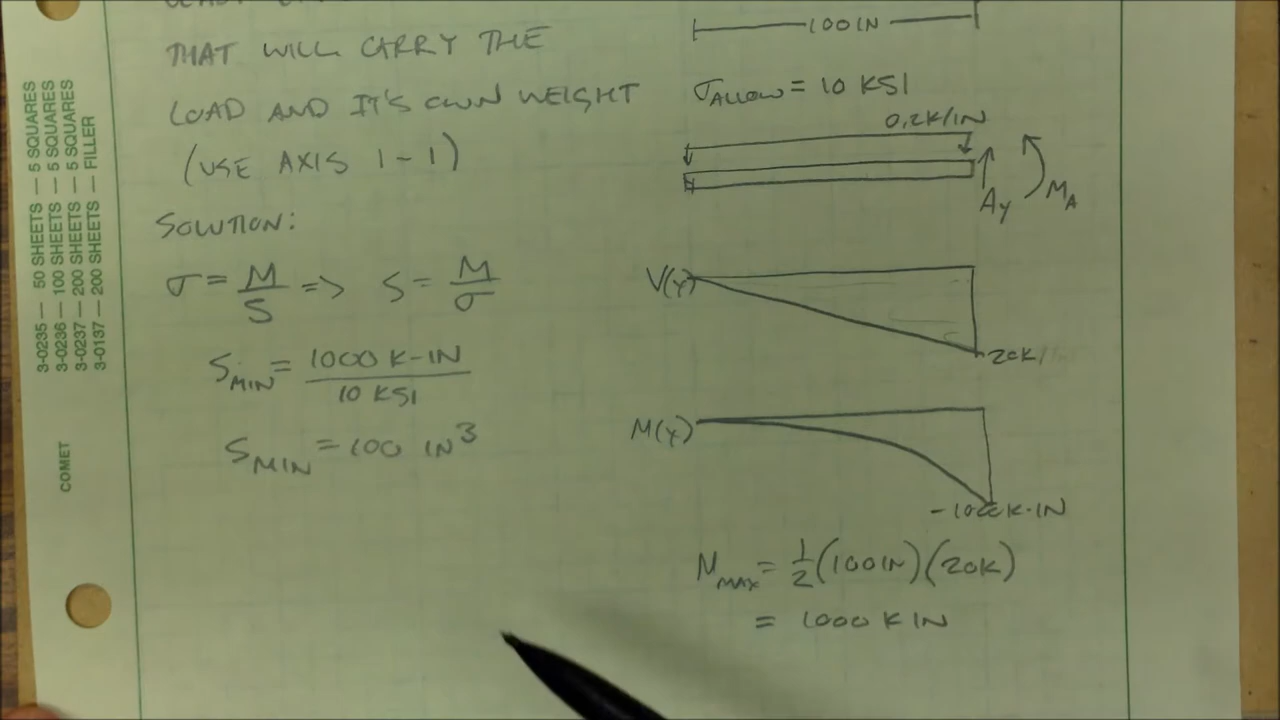 THAT WILL CARRY THE
LOAD AND IT'S OWN WEIGHT
(USE AXIS 1-1)
SOLUTION:
σ = M/S => S = M/σ
S_MIN = 1000 K-IN / 10 KSI
S_MIN = 100 IN³
100 IN
σ_ALLOW = 10 KSI
0.2K/IN
A_Y
M_A
V(Y)
-20K
M(Y)
-1000K-IN
M_MAX = 1/2 (100IN)(20K)
= 1000 K IN
3-0235 — 50 SHEETS — 5 SQUARES
3-0236 — 100 SHEETS — 5 SQUARES
3-0237 — 200 SHEETS — 5 SQUARES
3-0137 — 200 SHEETS — FILLER
COMET